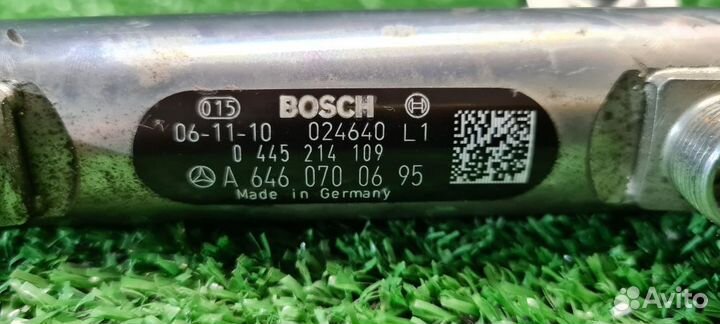 015 BOSCH
06-11-10 024640 L1
0 445 214 109
A 646 070 06 95
Made in Germany
Avito